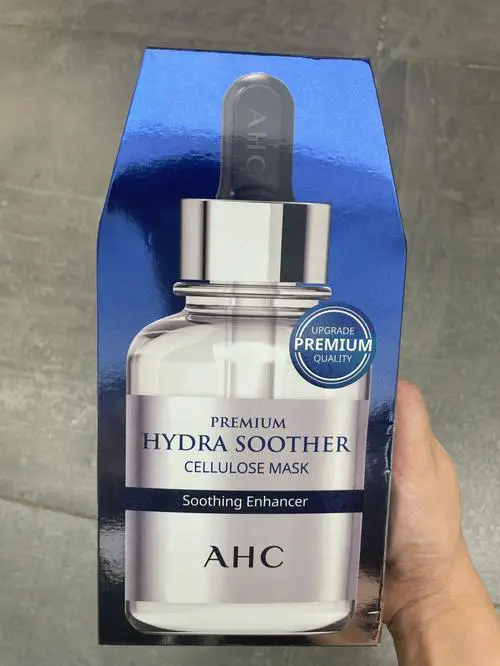 AHC
UPGRADE
PREMIUM
QUALITY
PREMIUM
HYDRA SOOTHER
CELLULOSE MASK
Soothing Enhancer
AHC